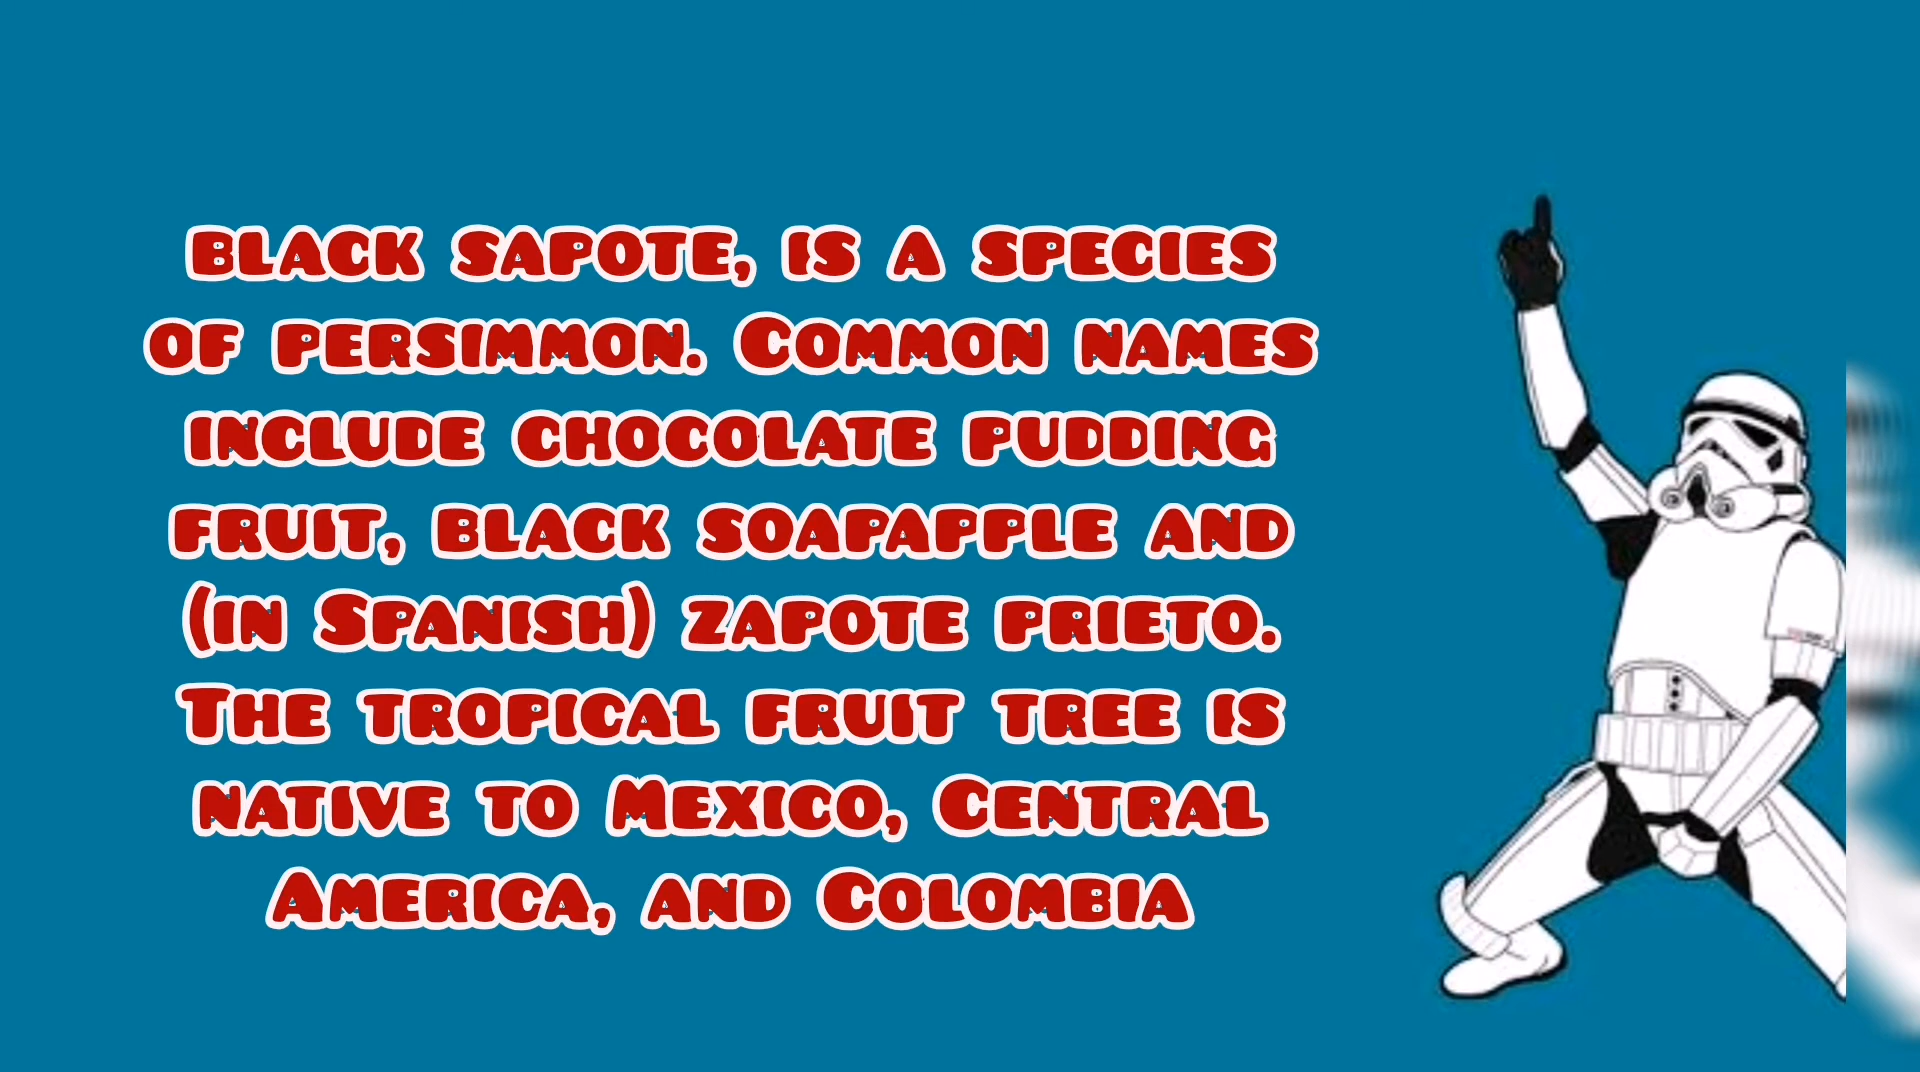 BLACK SAPOTE, IS A SPECIES
OF PERSIMMON. COMMON NAMES
INCLUDE CHOCOLATE PUDDING
FRUIT, BLACK SOAPAPPLE AND
(IN SPANISH) ZAPOTE PRIETO.
THE TROPICAL FRUIT TREE IS
NATIVE TO MEXICO, CENTRAL
AMERICA, AND COLOMBIA